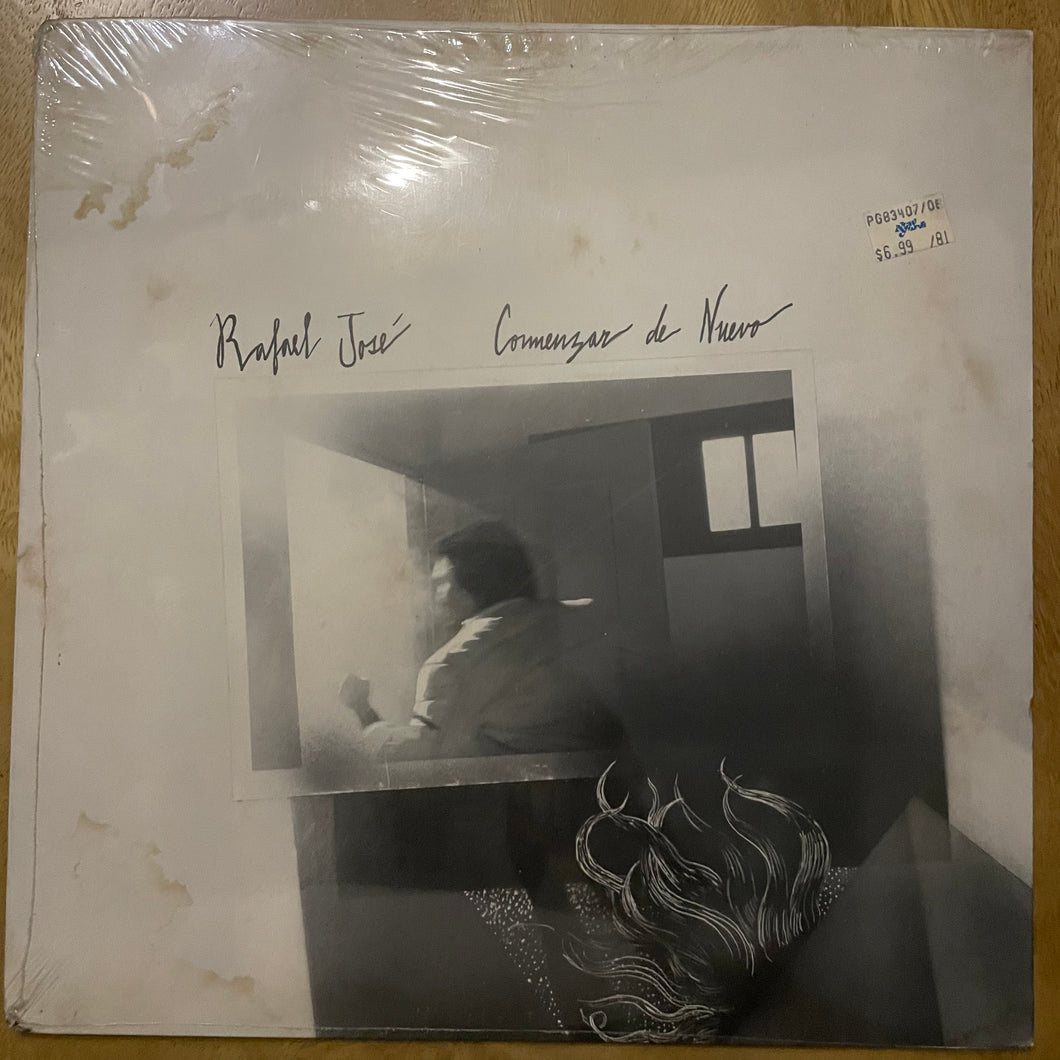 PG83407/0E
$6.99 /81
Rafael José Comenzar de Nuevo